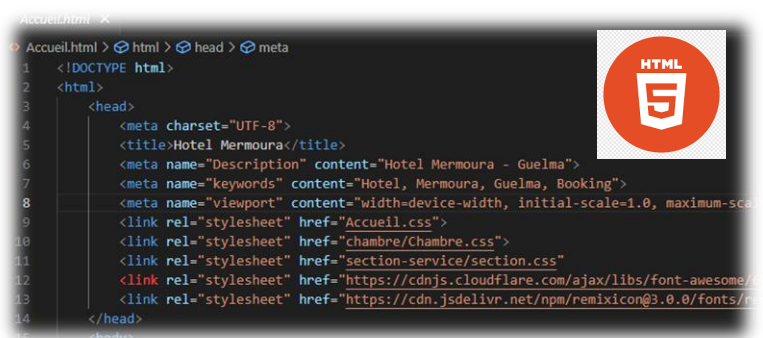 Accueil.html ×
Accueil.html > html > head > meta
HTML
5
1 <!DOCTYPE html>
2 <html>
3 <head>
4 <meta charset="UTF-8">
5 <title>Hotel Mermoura</title>
6 <meta name="Description" content="Hotel Mermoura - Guelma">
7 <meta name="keywords" content="Hotel, Mermoura, Guelma, Booking">
8 <meta name="viewport" content="width=device-width, initial-scale=1.0, maximum-scal
9 <link rel="stylesheet" href="Accueil.css">
10 <link rel="stylesheet" href="chambre/Chambre.css">
11 <link rel="stylesheet" href="section-service/section.css"
12 <link rel="stylesheet" href="https://cdnjs.cloudflare.com/ajax/libs/font-awesome/
13 <link rel="stylesheet" href="https://cdn.jsdelivr.net/npm/remixicon@3.0.0/fonts/re
14 </head>
15 <body>